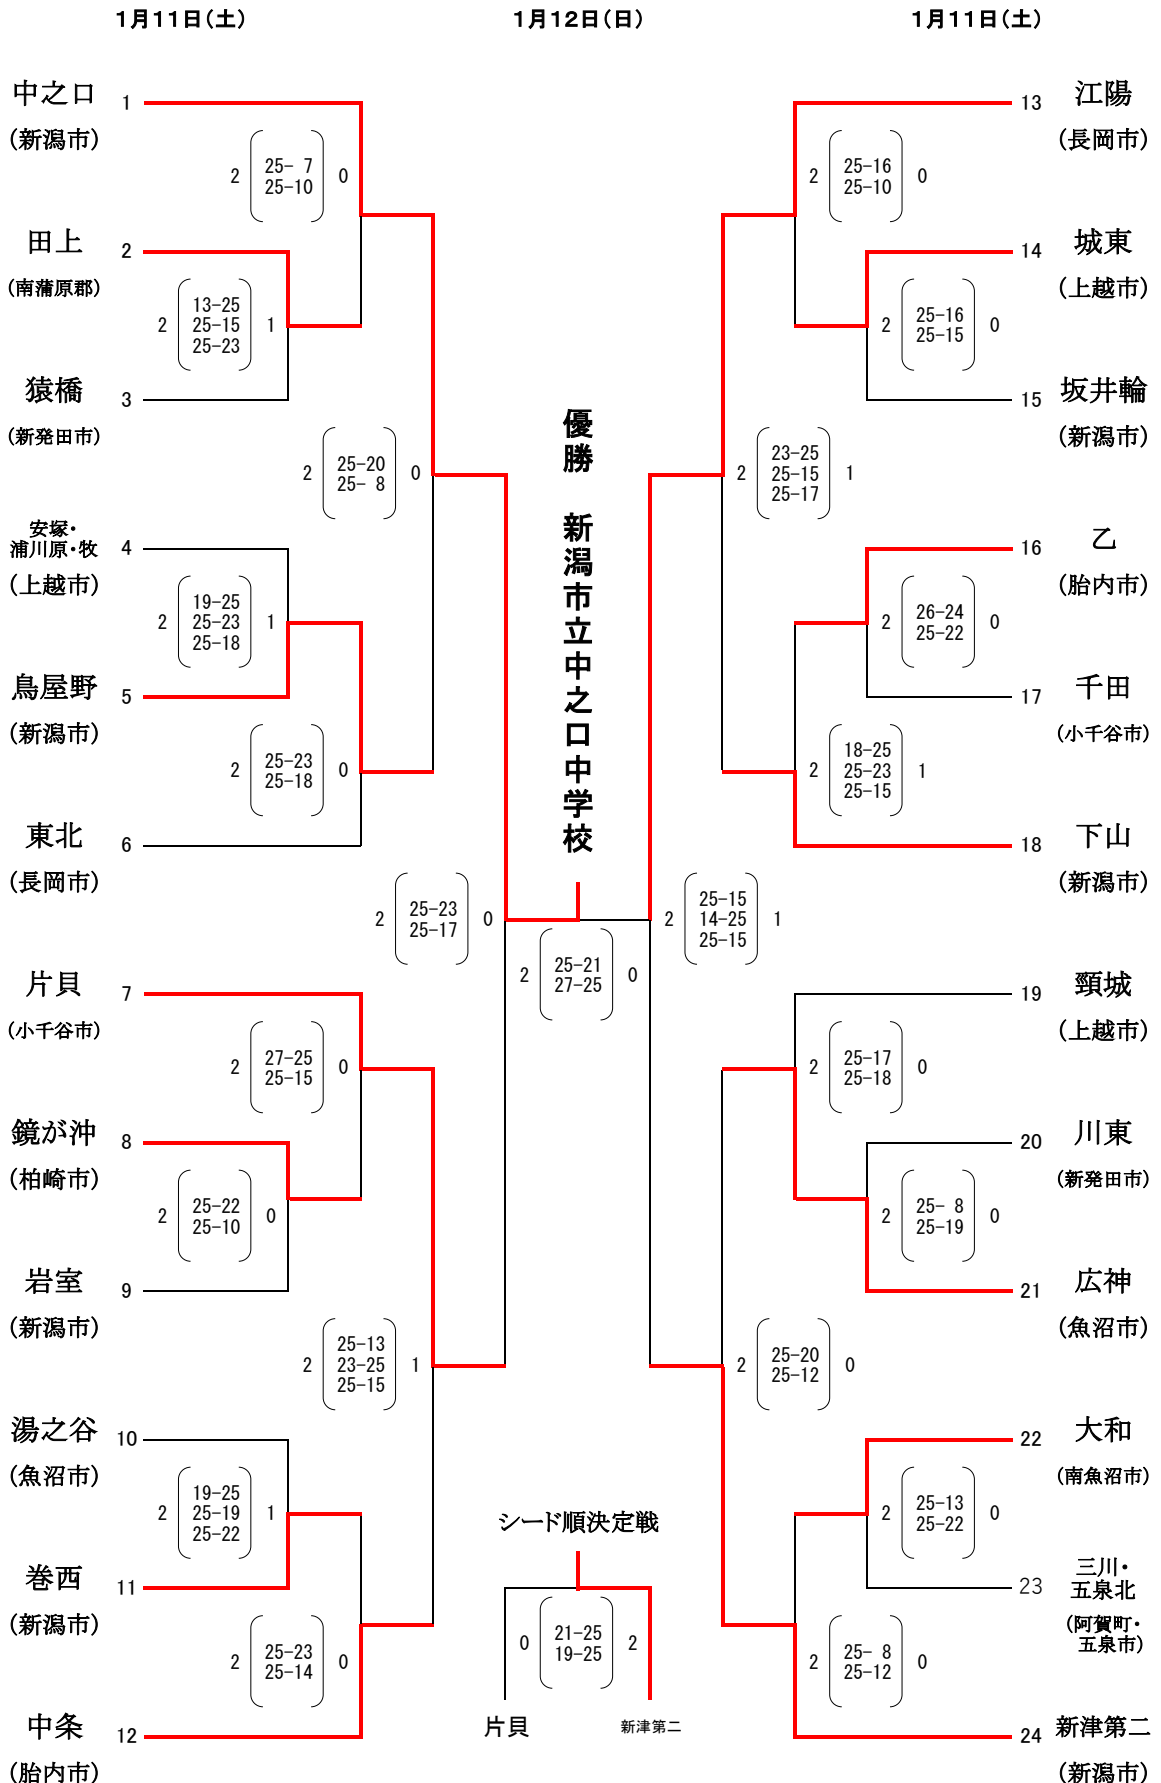 1月11日(土)
1月12日(日)
1月11日(土)
中之口
1
(新潟市)
2
25- 7
25-10
0
田上
2
(南蒲原郡)
2
13-25
25-15
25-23
1
猿橋
3
(新発田市)
2
25-20
25- 8
0
安塚・
浦川原・牧
4
(上越市)
2
19-25
25-23
25-18
1
鳥屋野
5
(新潟市)
2
25-23
25-18
0
東北
6
(長岡市)
2
25-23
25-17
0
片貝
7
(小千谷市)
2
27-25
25-15
0
鏡が沖
8
(柏崎市)
2
25-22
25-10
0
岩室
9
(新潟市)
2
25-13
23-25
25-15
1
湯之谷
10
(魚沼市)
2
19-25
25-19
25-22
1
巻西
11
(新潟市)
2
25-23
25-14
0
中条
12
(胎内市)
優勝 新潟市立中之口中学校
2
25-21
27-25
0
シード順決定戦
0
21-25
19-25
2
片貝
新津第二
13
江陽
(長岡市)
2
25-16
25-10
0
14
城東
(上越市)
2
25-16
25-15
0
15
坂井輪
(新潟市)
2
23-25
25-15
25-17
1
16
乙
(胎内市)
2
26-24
25-22
0
17
千田
(小千谷市)
2
18-25
25-23
25-15
1
18
下山
(新潟市)
2
25-15
14-25
25-15
1
19
頸城
(上越市)
2
25-17
25-18
0
20
川東
(新発田市)
2
25- 8
25-19
0
21
広神
(魚沼市)
2
25-20
25-12
0
22
大和
(南魚沼市)
2
25-13
25-22
0
23
三川・
五泉北
(阿賀町・
五泉市)
2
25- 8
25-12
0
24
新津第二
(新潟市)